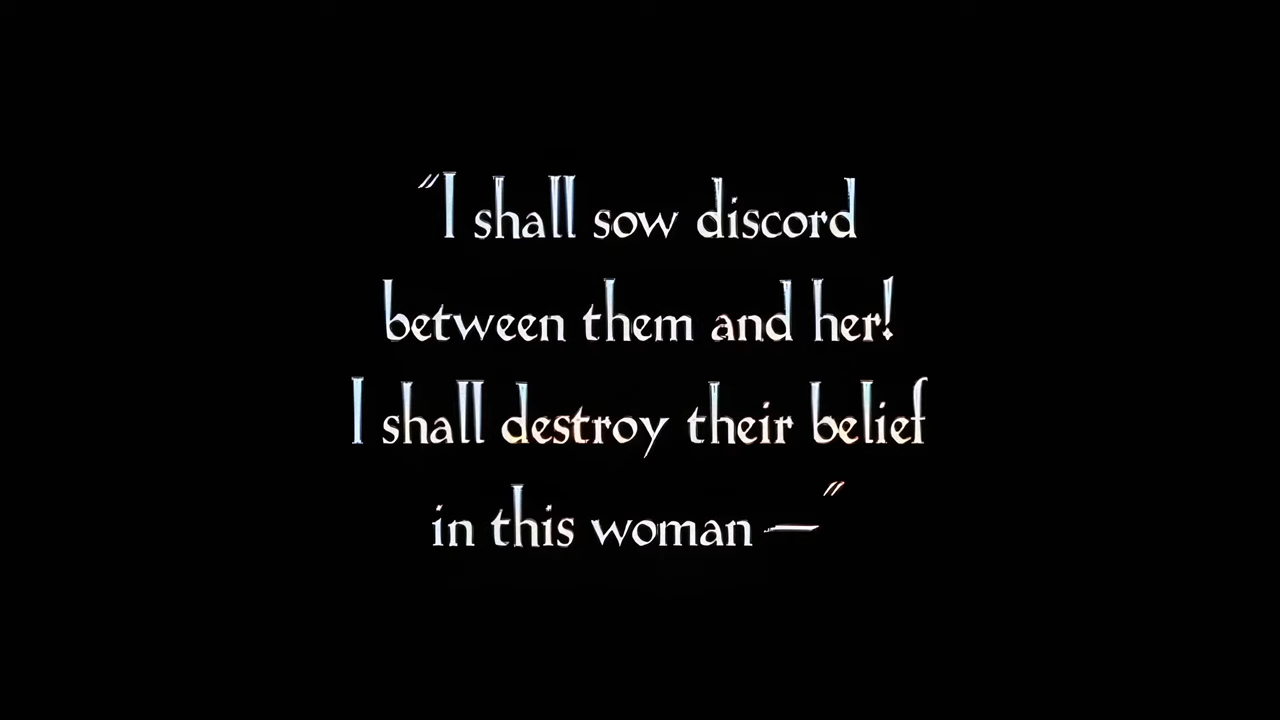 "I shall sow discord
between them and her!
I shall destroy their belief
in this woman —"